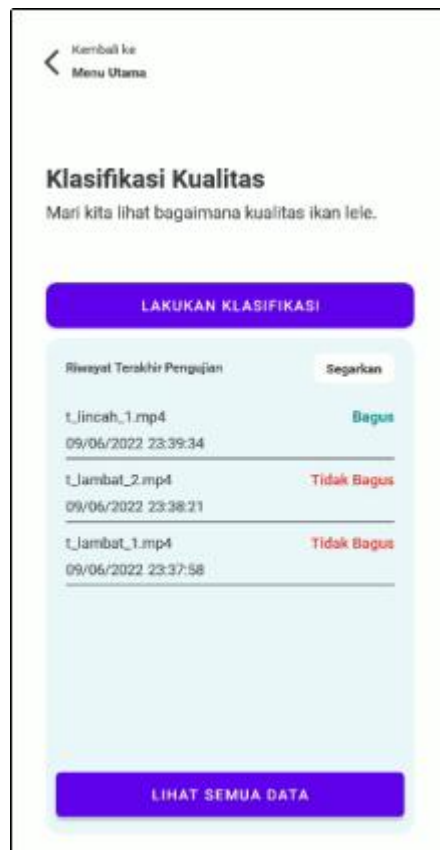 Kembali ke
Menu Utama
Klasifikasi Kualitas
Mari kita lihat bagaimana kualitas ikan lele.
LAKUKAN KLASIFIKASI
Riwayat Terakhir Pengujian
Segarkan
t_lincah_1.mp4
Bagus
09/06/2022 23:39:34
t_lambat_2.mp4
Tidak Bagus
09/06/2022 23:38:21
t_lambat_1.mp4
Tidak Bagus
09/06/2022 23:37:58
LIHAT SEMUA DATA